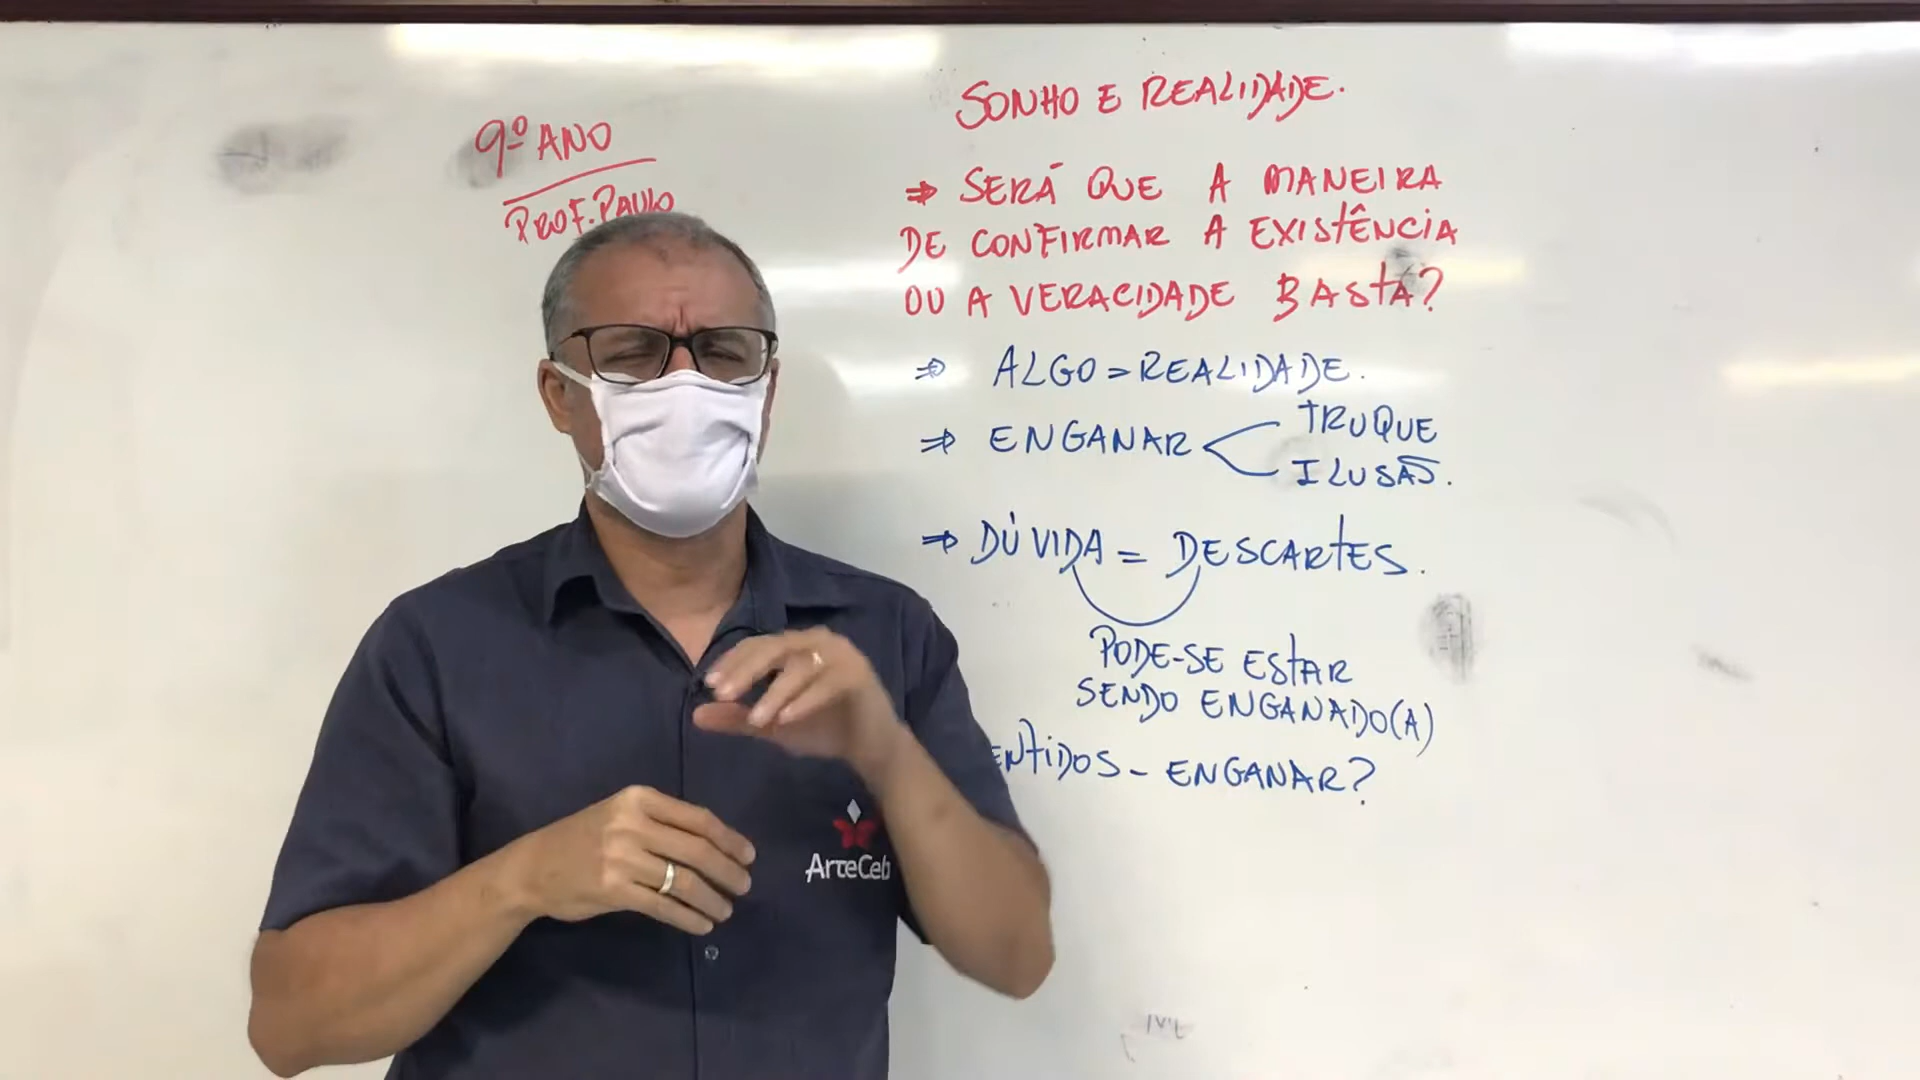 9º ANO
PROF. PAULO
SONHO E REALIDADE.
⇒ SERÁ QUE A MANEIRA
DE CONFIRMAR A EXISTÊNCIA
OU A VERACIDADE BASTA?
⇒ ALGO = REALIDADE.
⇒ ENGANAR < TRUQUE
ILUSÃO.
⇒ DÚVIDA = DESCARTES.
PODE-SE ESTAR
SENDO ENGANADO(A)
ENTIDOS - ENGANAR?
ArteCeb